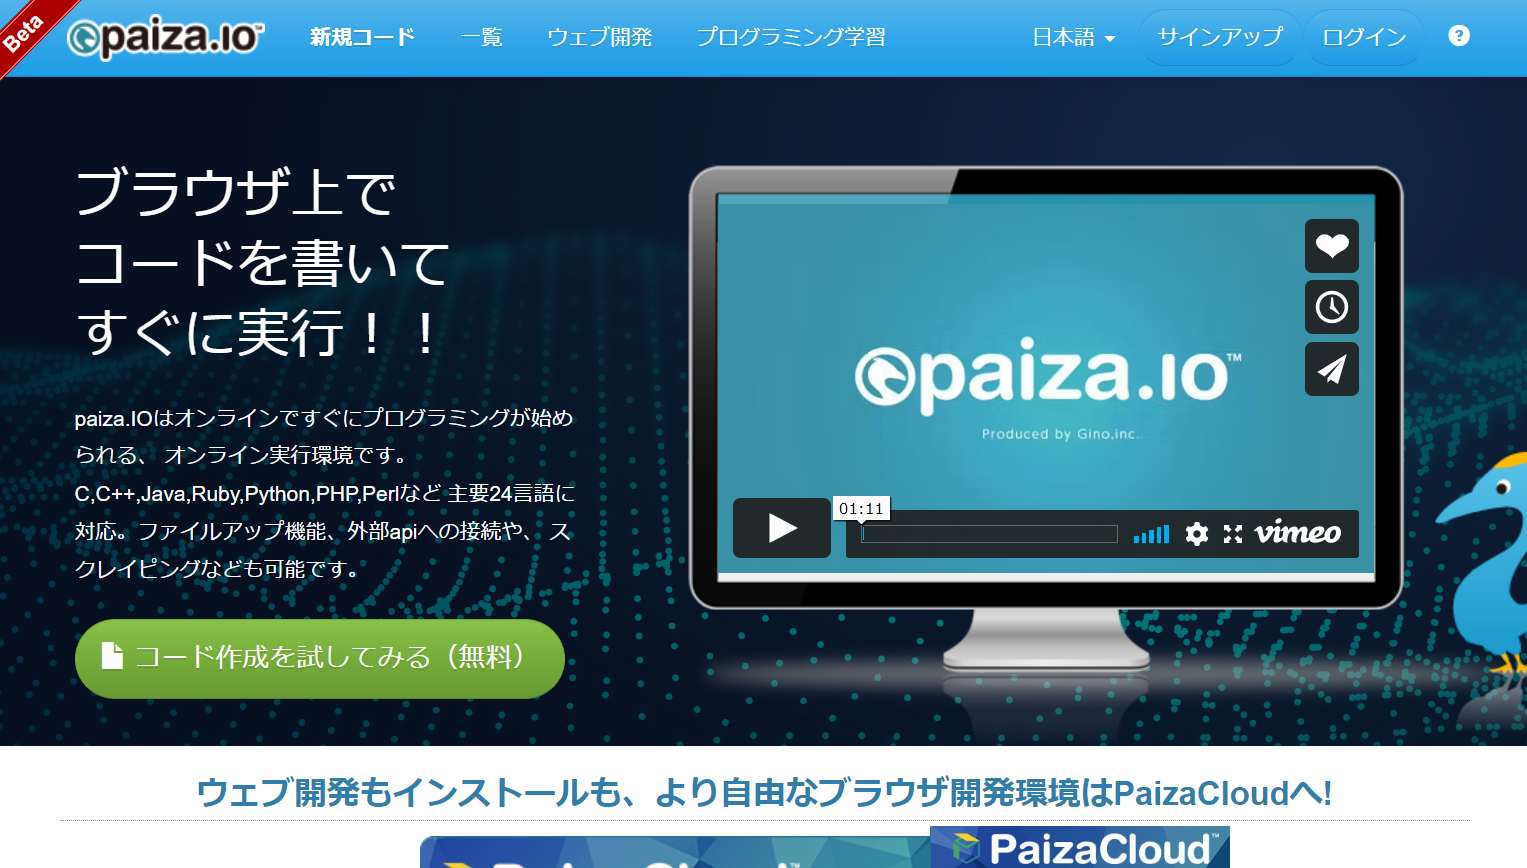 Beta
paiza.IO™
新規コード
一覧
ウェブ開発
プログラミング学習
日本語
サインアップ
ログイン
?
ブラウザ上で
コードを書いて
すぐに実行！！
paiza.IOはオンラインですぐにプログラミングが始め
られる、 オンライン実行環境です。
C,C++,Java,Ruby,Python,PHP,Perlなど 主要24言語に
対応。ファイルアップ機能、外部apiへの接続や、 ス
クレイピングなども可能です。
コード作成を試してみる（無料）
paiza.IO™
Produced by Gino,inc.
01:11
vimeo
ウェブ開発もインストールも、より自由なブラウザ開発環境はPaizaCloudへ!
PaizaCloud™